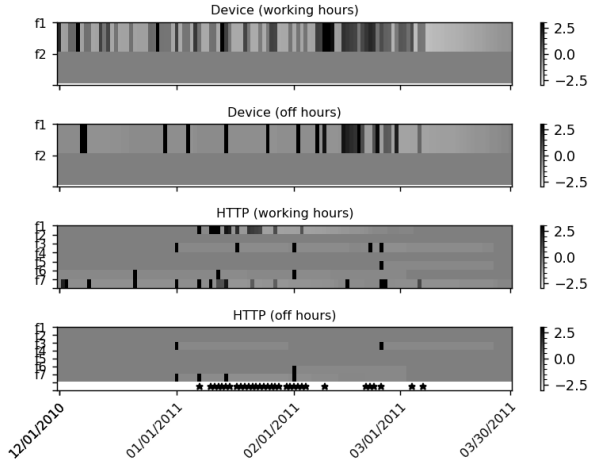 Device (working hours)
f1
f2
2.5
0.0
−2.5
Device (off hours)
f1
f2
2.5
0.0
−2.5
HTTP (working hours)
f1
f2
f3
f4
f5
f6
f7
2.5
0.0
−2.5
HTTP (off hours)
f1
f2
f3
f4
f5
f6
f7
2.5
0.0
−2.5
12/01/2010
01/01/2011
02/01/2011
03/01/2011
03/30/2011